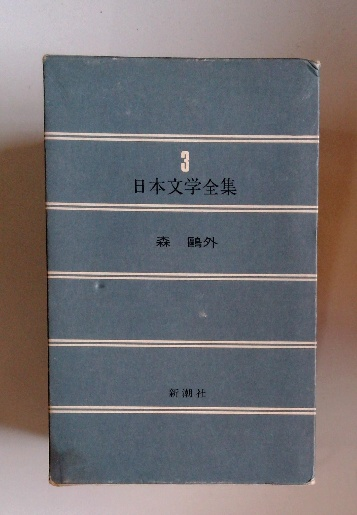 3
日本文学全集
森 鷗外
新潮社